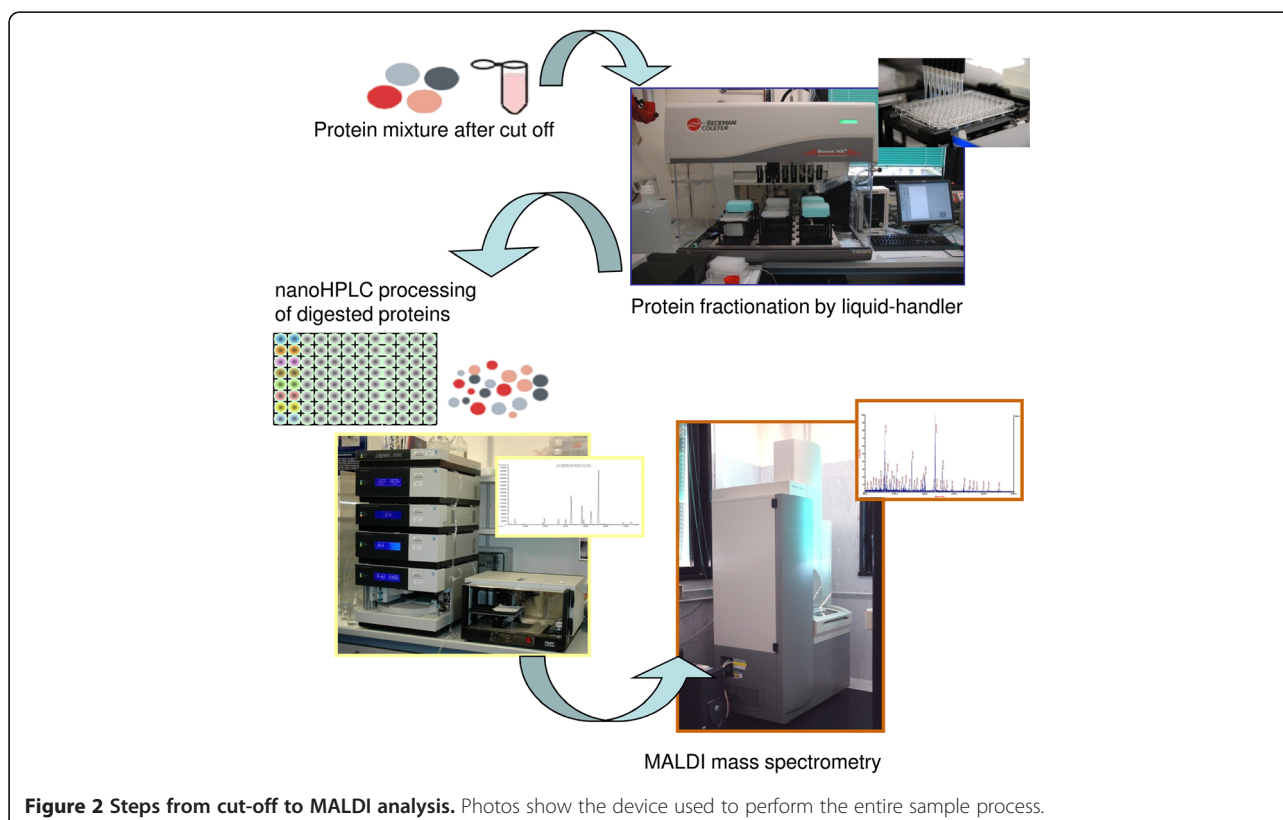 Protein mixture after cut off
BECKMAN
COULTER
Protein fractionation by liquid-handler
nanoHPLC processing
of digested proteins
MALDI mass spectrometry
Figure 2 Steps from cut-off to MALDI analysis. Photos show the device used to perform the entire sample process.